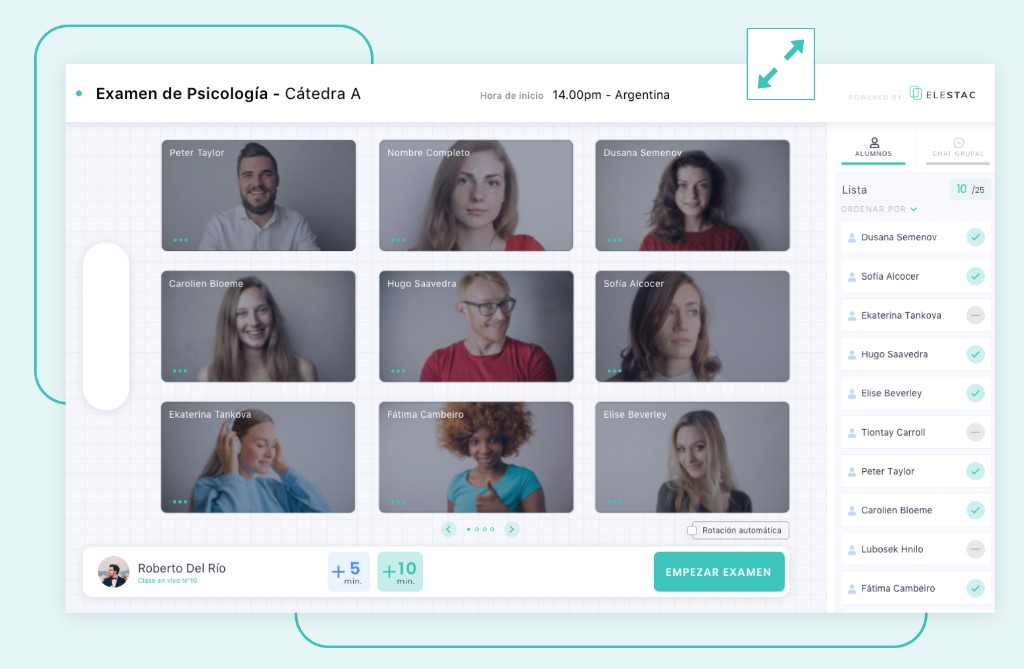 Examen de Psicología - Cátedra A
Hora de inicio 14.00pm - Argentina
POWERED BY ELESTAC
Peter Taylor
Nombre Completo
Dusana Semenov
Carolien Bloeme
Hugo Saavedra
Sofía Alcocer
Ekaterina Tankova
Fátima Cambeiro
Elise Beverley
Rotación automática
Roberto Del Río
Clase en vivo N°10
+5
min.
+10
min.
EMPEZAR EXAMEN
ALUMNOS
CHAT GRUPAL
Lista 10 /25
ORDENAR POR
Dusana Semenov
Sofía Alcocer
Ekaterina Tankova
Hugo Saavedra
Elise Beverley
Tiontay Carroll
Peter Taylor
Carolien Bloeme
Lubosek Hnilo
Fátima Cambeiro